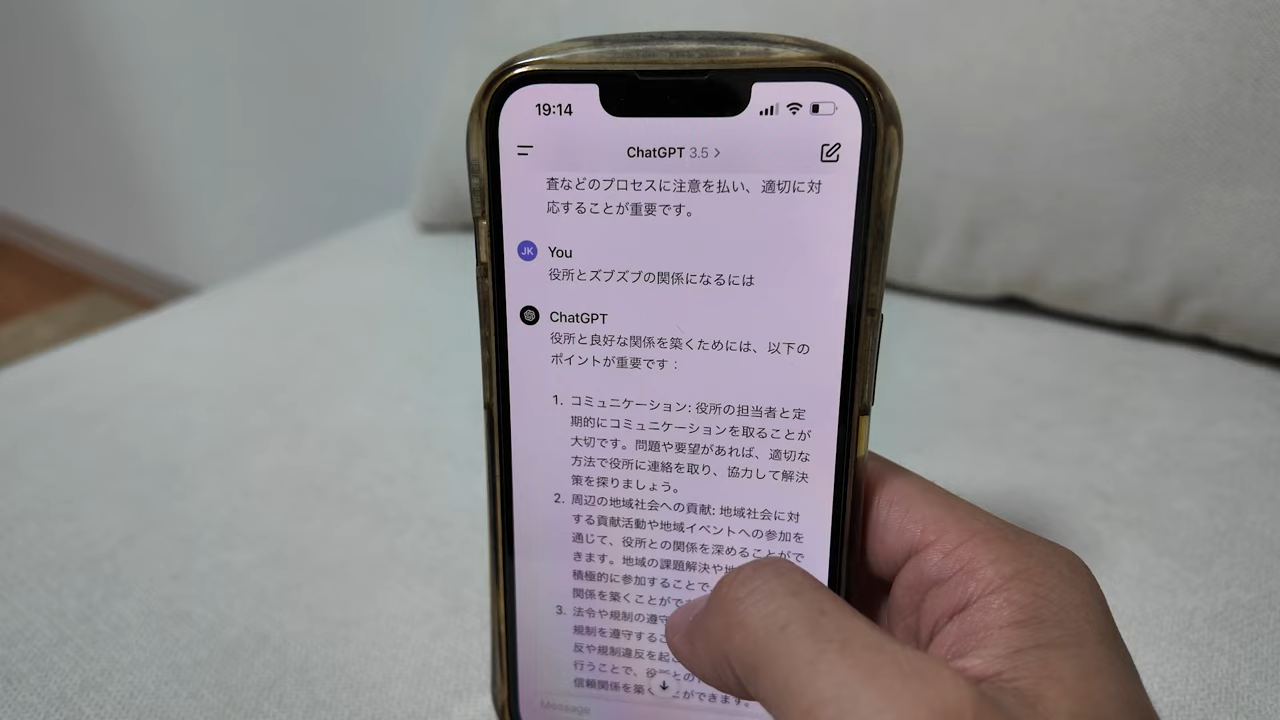 19:14
ChatGPT 3.5 >
査などのプロセスに注意を払い、適切に対
応することが重要です。
JK You
役所とズブズブの関係になるには
ChatGPT
役所と良好な関係を築くためには、以下の
ポイントが重要です：
1. コミュニケーション: 役所の担当者と定
期的にコミュニケーションを取ることが
大切です。問題や要望があれば、適切な
方法で役所に連絡を取り、協力して解決
策を探りましょう。
2. 周辺の地域社会への貢献: 地域社会に対
する貢献活動や地域イベントへの参加を
通じて、役所との関係を深めることがで
きます。地域の課題解決や地
積極的に参加することで、
関係を築くことがで
3. 法令や規制の遵守
規制を遵守するこ
反や規制違反を起こ
行うことで、役所との
信頼関係を築くことができます。
Message